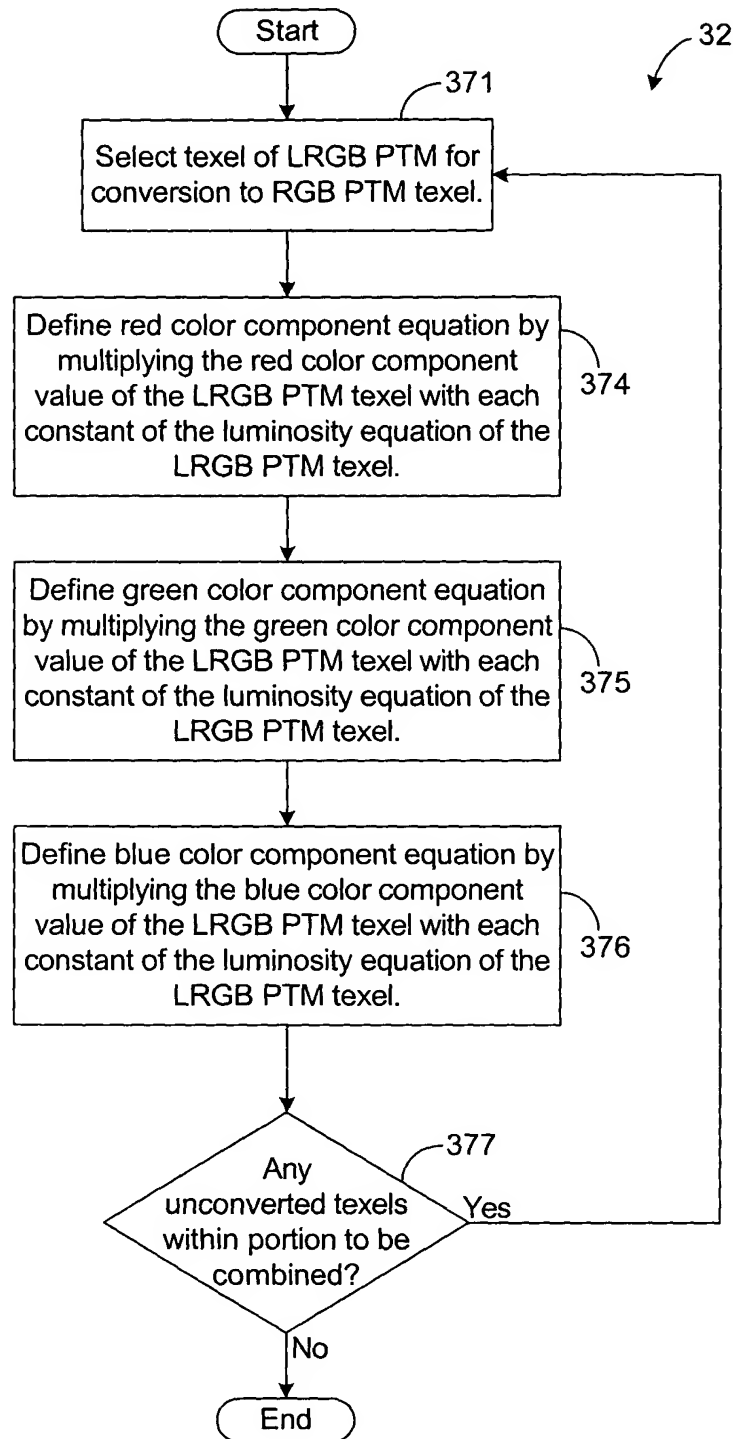 Start
32
371
Select texel of LRGB PTM for
conversion to RGB PTM texel.
Define red color component equation by
multiplying the red color component
value of the LRGB PTM texel with each
constant of the luminosity equation of the
LRGB PTM texel.
374
Define green color component equation
by multiplying the green color component
value of the LRGB PTM texel with each
constant of the luminosity equation of the
LRGB PTM texel.
375
Define blue color component equation by
multiplying the blue color component
value of the LRGB PTM texel with each
constant of the luminosity equation of the
LRGB PTM texel.
376
377
Any
unconverted texels
within portion to be
combined?
Yes
No
End